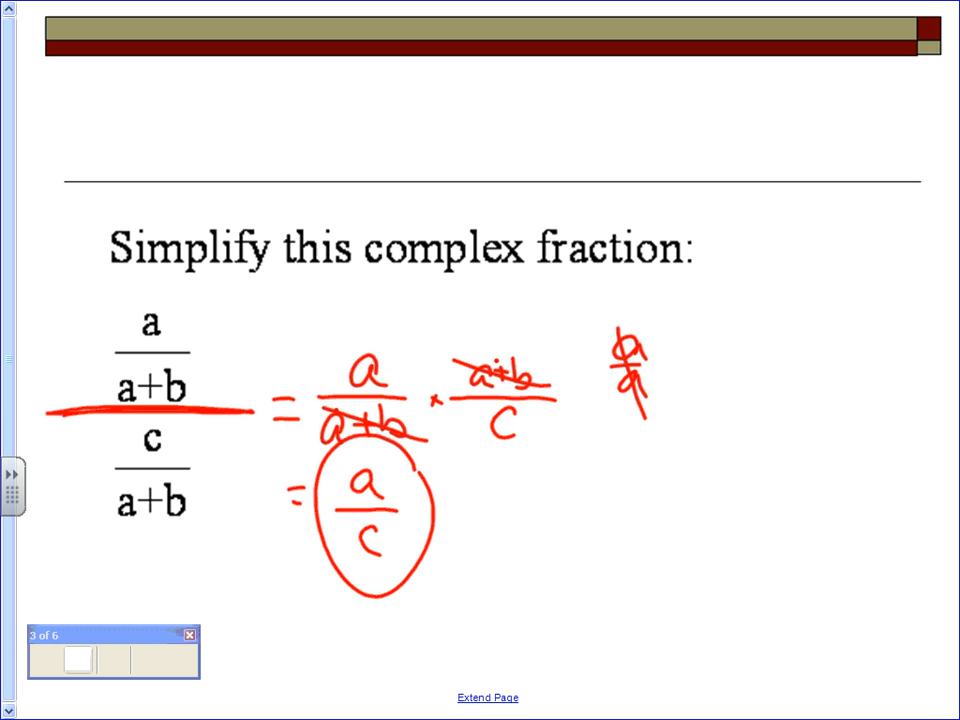 Simplify this complex fraction:
a
a+b
c
a+b
= a/a+b · a+b/c
= a/c
a/a
3 of 6
Extend Page